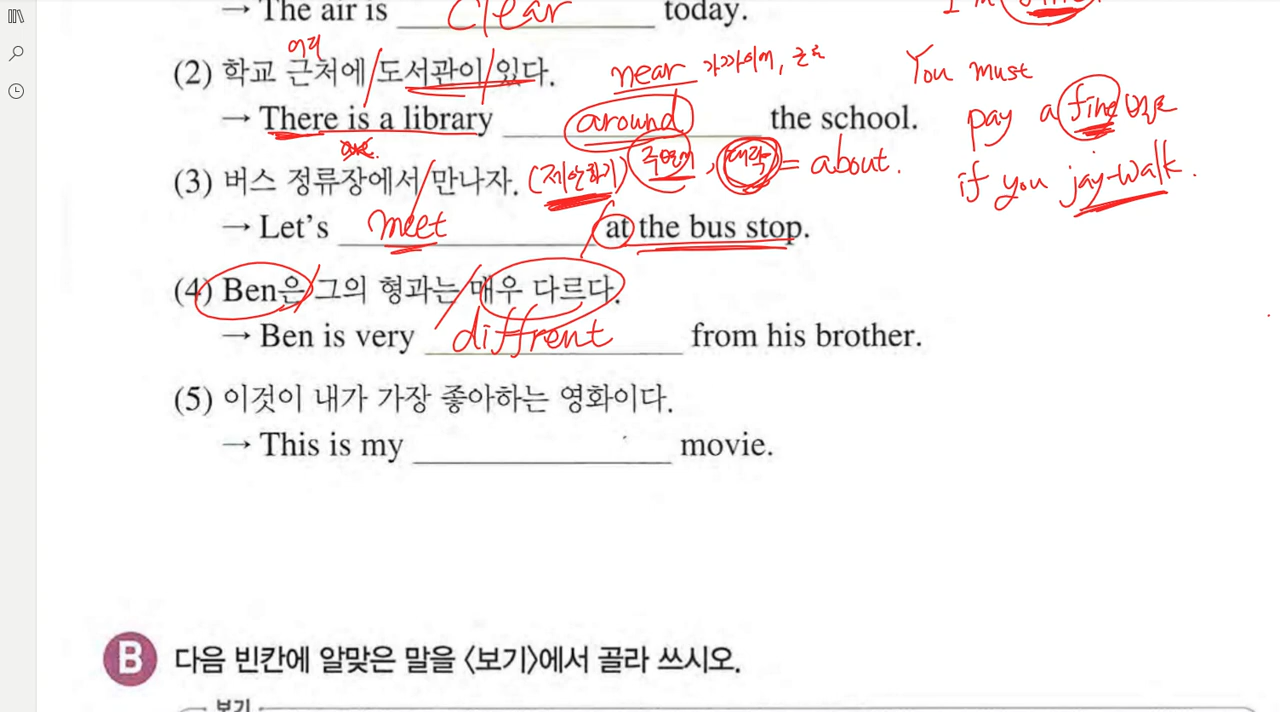 → The air is clear today.
I'm fine.
어디
(2) 학교 근처에 도서관이 있다.
near 가까이에, 근처
→ There is a library around the school.
are.
You must
pay a fine 벌금
if you jay-walk.
(3) 버스 정류장에서 만나자. (제안하기) 주변에, 대략 = about.
→ Let's meet at the bus stop.
(4) Ben은 그의 형과는 매우 다르다.
→ Ben is very diffrent from his brother.
(5) 이것이 내가 가장 좋아하는 영화이다.
→ This is my movie.
B 다음 빈칸에 알맞은 말을 〈보기〉에서 골라 쓰시오.
보기